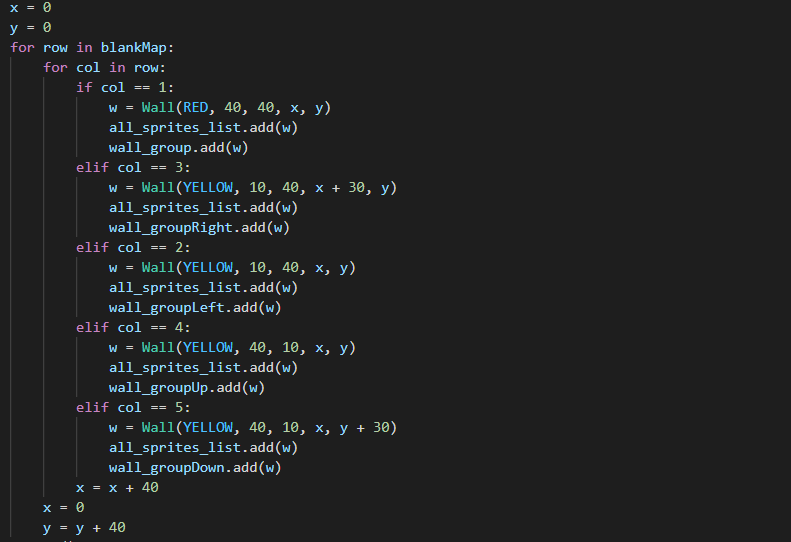 x = 0
y = 0
for row in blankMap:
    for col in row:
        if col == 1:
            w = Wall(RED, 40, 40, x, y)
            all_sprites_list.add(w)
            wall_group.add(w)
        elif col == 3:
            w = Wall(YELLOW, 10, 40, x + 30, y)
            all_sprites_list.add(w)
            wall_groupRight.add(w)
        elif col == 2:
            w = Wall(YELLOW, 10, 40, x, y)
            all_sprites_list.add(w)
            wall_groupLeft.add(w)
        elif col == 4:
            w = Wall(YELLOW, 40, 10, x, y)
            all_sprites_list.add(w)
            wall_groupUp.add(w)
        elif col == 5:
            w = Wall(YELLOW, 40, 10, x, y + 30)
            all_sprites_list.add(w)
            wall_groupDown.add(w)
        x = x + 40
    x = 0
    y = y + 40